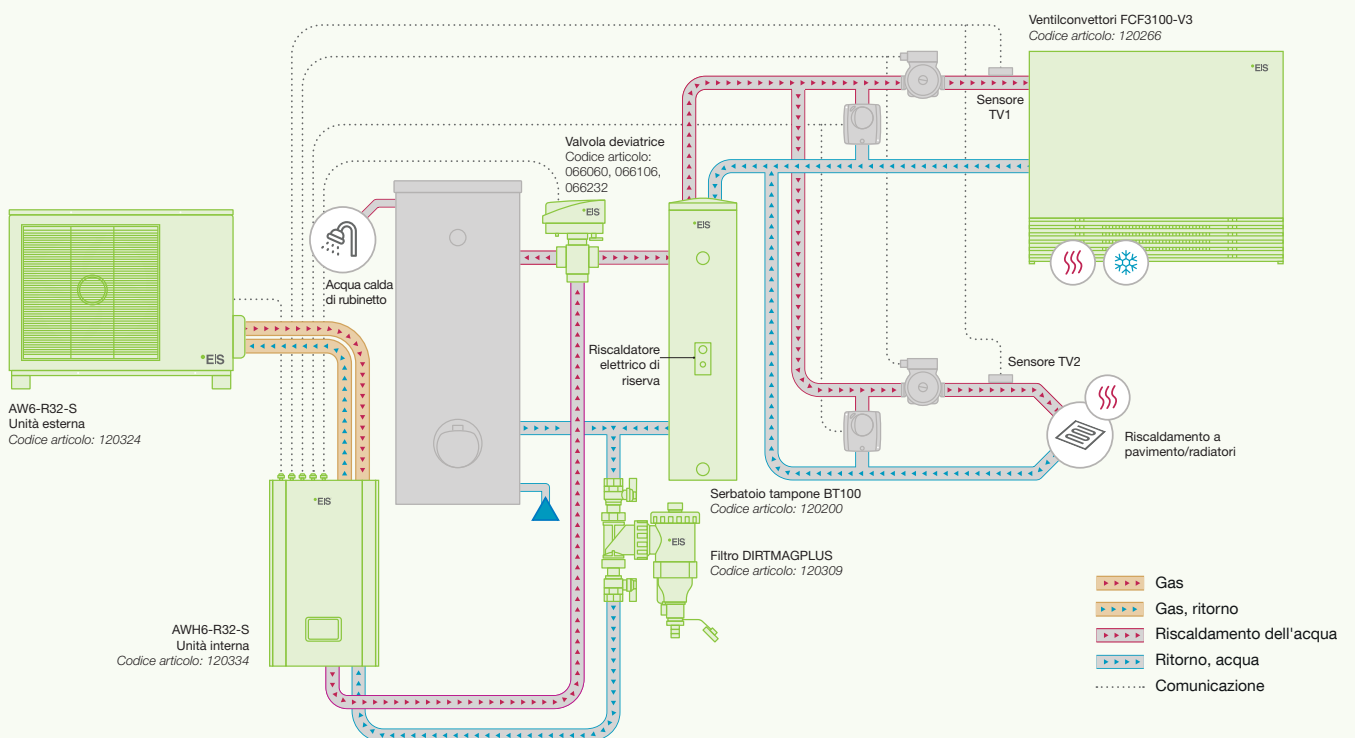 Ventilconvettori FCF3100-V3
Codice articolo: 120266
°EIS
Sensore
TV1
Valvola deviatrice
Codice articolo:
066060, 066106,
066232
°EIS
°EIS
Acqua calda
di rubinetto
°EIS
Riscaldatore
elettrico di
riserva
Sensore TV2
AW6-R32-S
Unità esterna
Codice articolo: 120324
Riscaldamento a
pavimento/radiatori
°EIS
Serbatoio tampone BT100
Codice articolo: 120200
°EIS
Filtro DIRTMAGPLUS
Codice articolo: 120309
AWH6-R32-S
Unità interna
Codice articolo: 120334
Gas
Gas, ritorno
Riscaldamento dell'acqua
Ritorno, acqua
Comunicazione